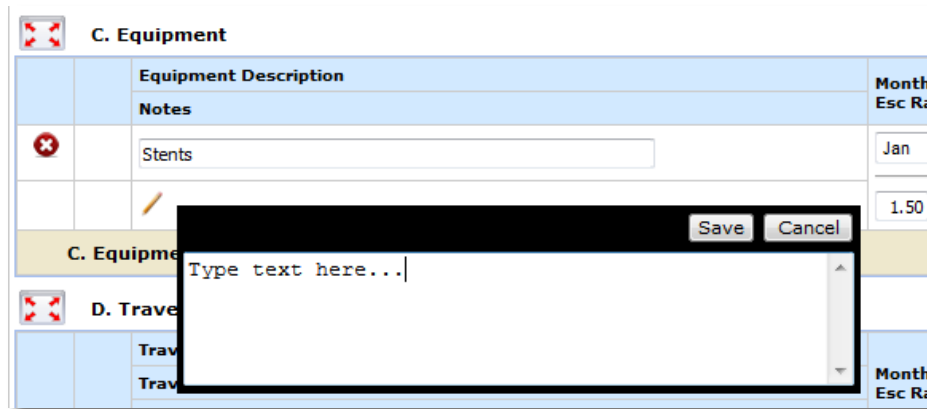 C. Equipment
Equipment Description
Month
Esc Ra
Notes
Stents
Jan
1.50
Save Cancel
C. Equipme
Type text here...
D. Trave
Trav
Trav
Month
Esc Ra